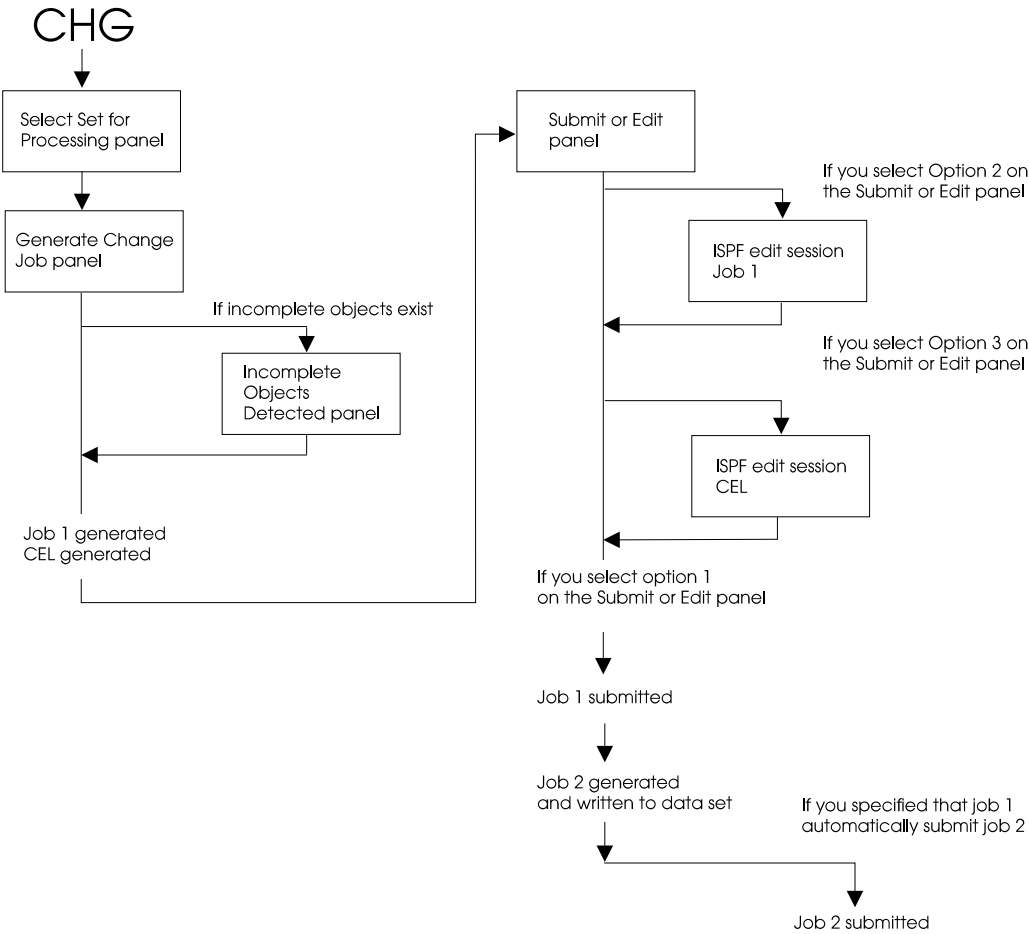 CHG
Select Set for
Processing panel
Generate Change
Job panel
If incomplete objects exist
Incomplete
Objects
Detected panel
Job 1 generated
CEL generated
Submit or Edit
panel
If you select Option 2 on
the Submit or Edit panel
ISPF edit session
Job 1
If you select Option 3 on
the Submit or Edit panel
ISPF edit session
CEL
If you select option 1
on the Submit or Edit panel
Job 1 submitted
Job 2 generated
and written to data set
If you specified that job 1
automatically submit job 2
Job 2 submitted